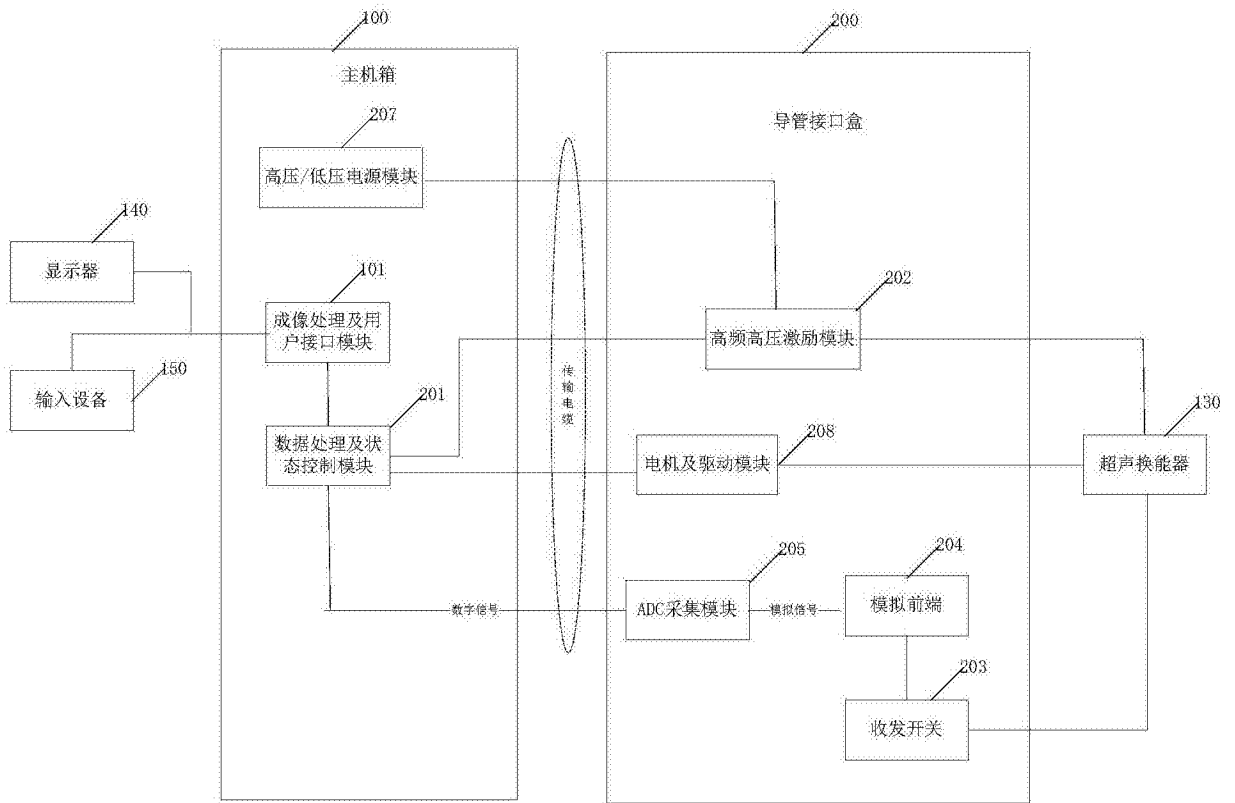 100
200
主机箱
导管接口盒
207
高压/低压电源模块
140
显示器
101
成像处理及用
户接口模块
202
高频高压激励模块
150
输入设备
传
输
电
缆
201
数据处理及状
态控制模块
208
电机及驱动模块
130
超声换能器
205
ADC采集模块
204
模拟前端
数字信号
模拟信号
203
收发开关